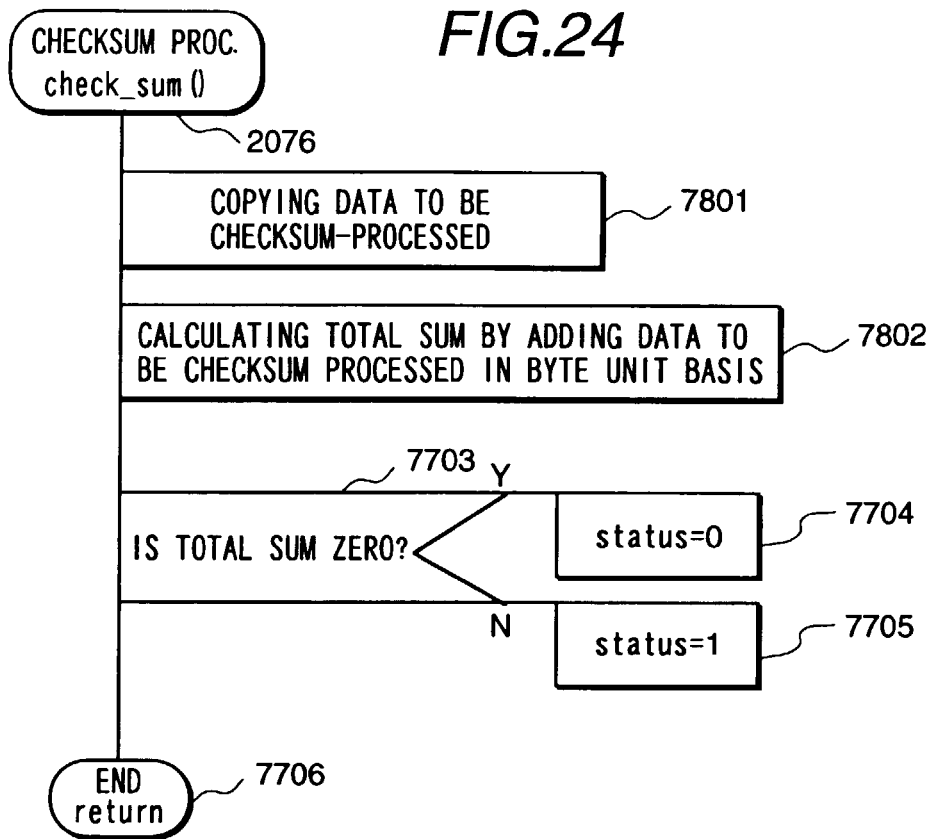 FIG.24
CHECKSUM PROC.
check_sum()
2076
COPYING DATA TO BE
CHECKSUM-PROCESSED
7801
CALCULATING TOTAL SUM BY ADDING DATA TO
BE CHECKSUM PROCESSED IN BYTE UNIT BASIS
7802
7703
Y
IS TOTAL SUM ZERO?
status=0
7704
N
status=1
7705
END
return
7706